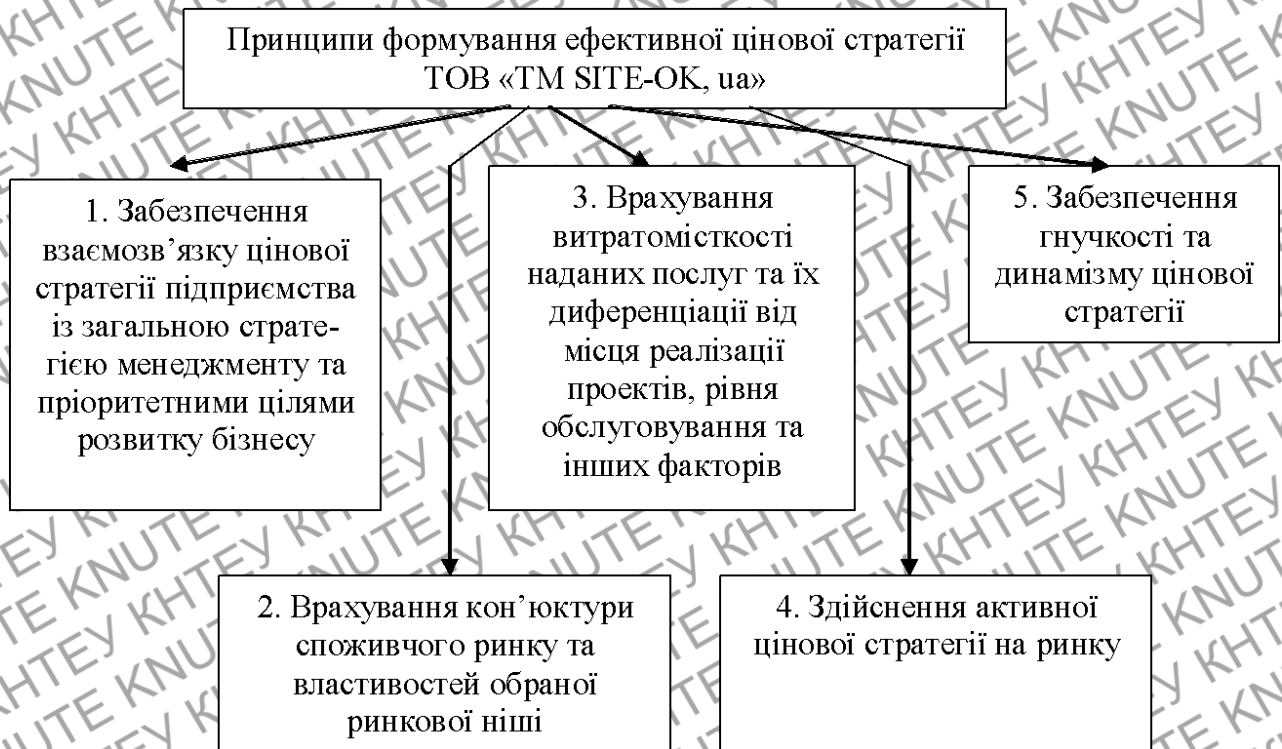 Принципи формування ефективної цінової стратегії
ТОВ «ТМ SITE-OK, ua»
1. Забезпечення
взаємозв’язку цінової
стратегії підприємства
із загальною страте-
гією менеджменту та
пріоритетними цілями
розвитку бізнесу
2. Врахування кон’юктури
споживчого ринку та
властивостей обраної
ринкової ніші
3. Врахування
витратомісткості
наданих послуг та їх
диференціації від
місця реалізації
проектів, рівня
обслуговування та
інших факторів
4. Здійснення активної
цінової стратегії на ринку
5. Забезпечення
гнучкості та
динамізму цінової
стратегії
КНТЕУ KNUTE